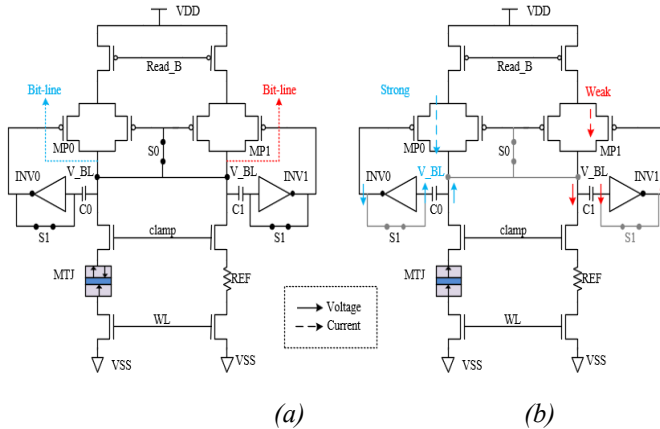 VDD
Read_B
Bit-line
Bit-line
MP0
MP1
S0
V_BL
V_BL
INV0
INV1
C0
C1
S1
S1
clamp
MTJ
REF
WL
VSS
VSS
(a)
Voltage
Current
VDD
Read_B
Strong
Weak
MP0
MP1
S0
V_BL
V_BL
INV0
INV1
C0
C1
S1
S1
clamp
MTJ
REF
WL
VSS
VSS
(b)